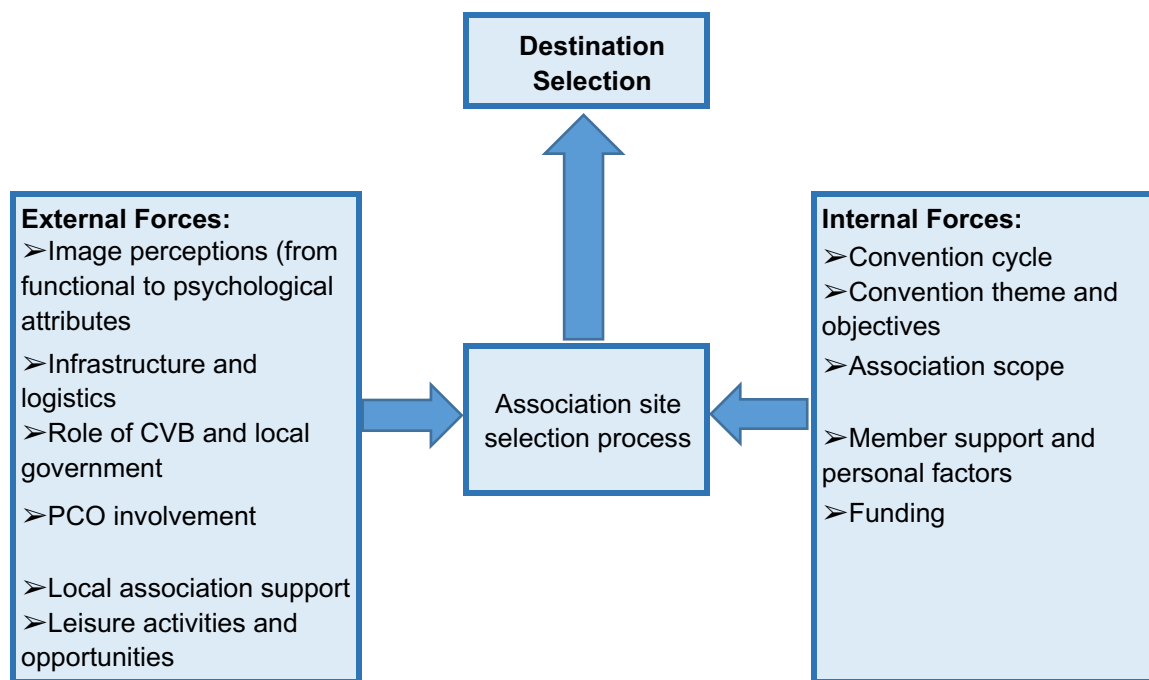 Destination
Selection
External Forces:
➢Image perceptions (from
functional to psychological
attributes
➢Infrastructure and
logistics
➢Role of CVB and local
government
➢PCO involvement
➢Local association support
➢Leisure activities and
opportunities
Association site
selection process
Internal Forces:
➢Convention cycle
➢Convention theme and
objectives
➢Association scope
➢Member support and
personal factors
➢Funding